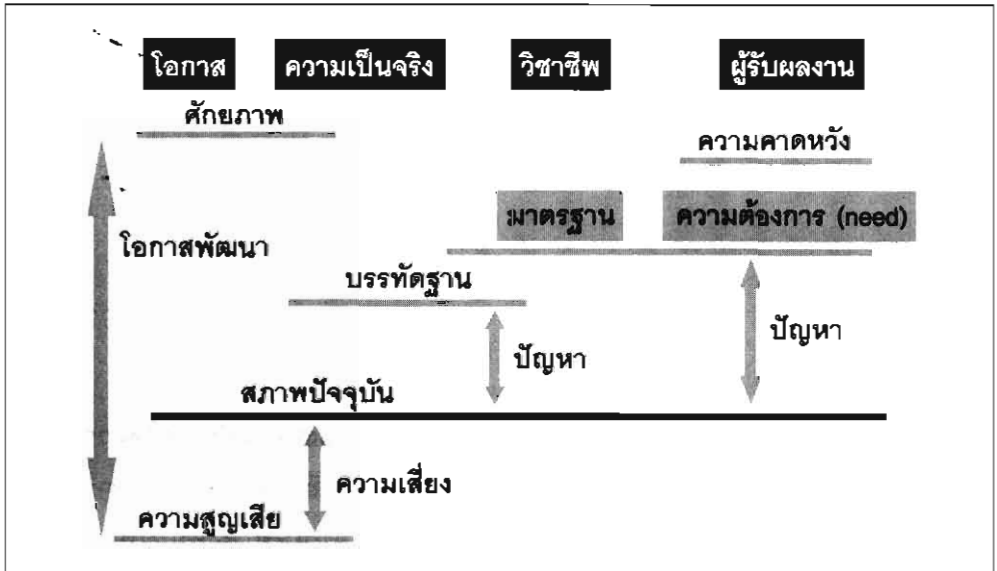 โอกาส ความเป็นจริง วิชาชีพ ผู้รับผลงาน
ศักยภาพ
ความคาดหวัง
มาตรฐาน ความต้องการ (need)
โอกาสพัฒนา
บรรทัดฐาน
ปัญหา
ปัญหา
สภาพปัจจุบัน
ความเสี่ยง
ความสูญเสีย